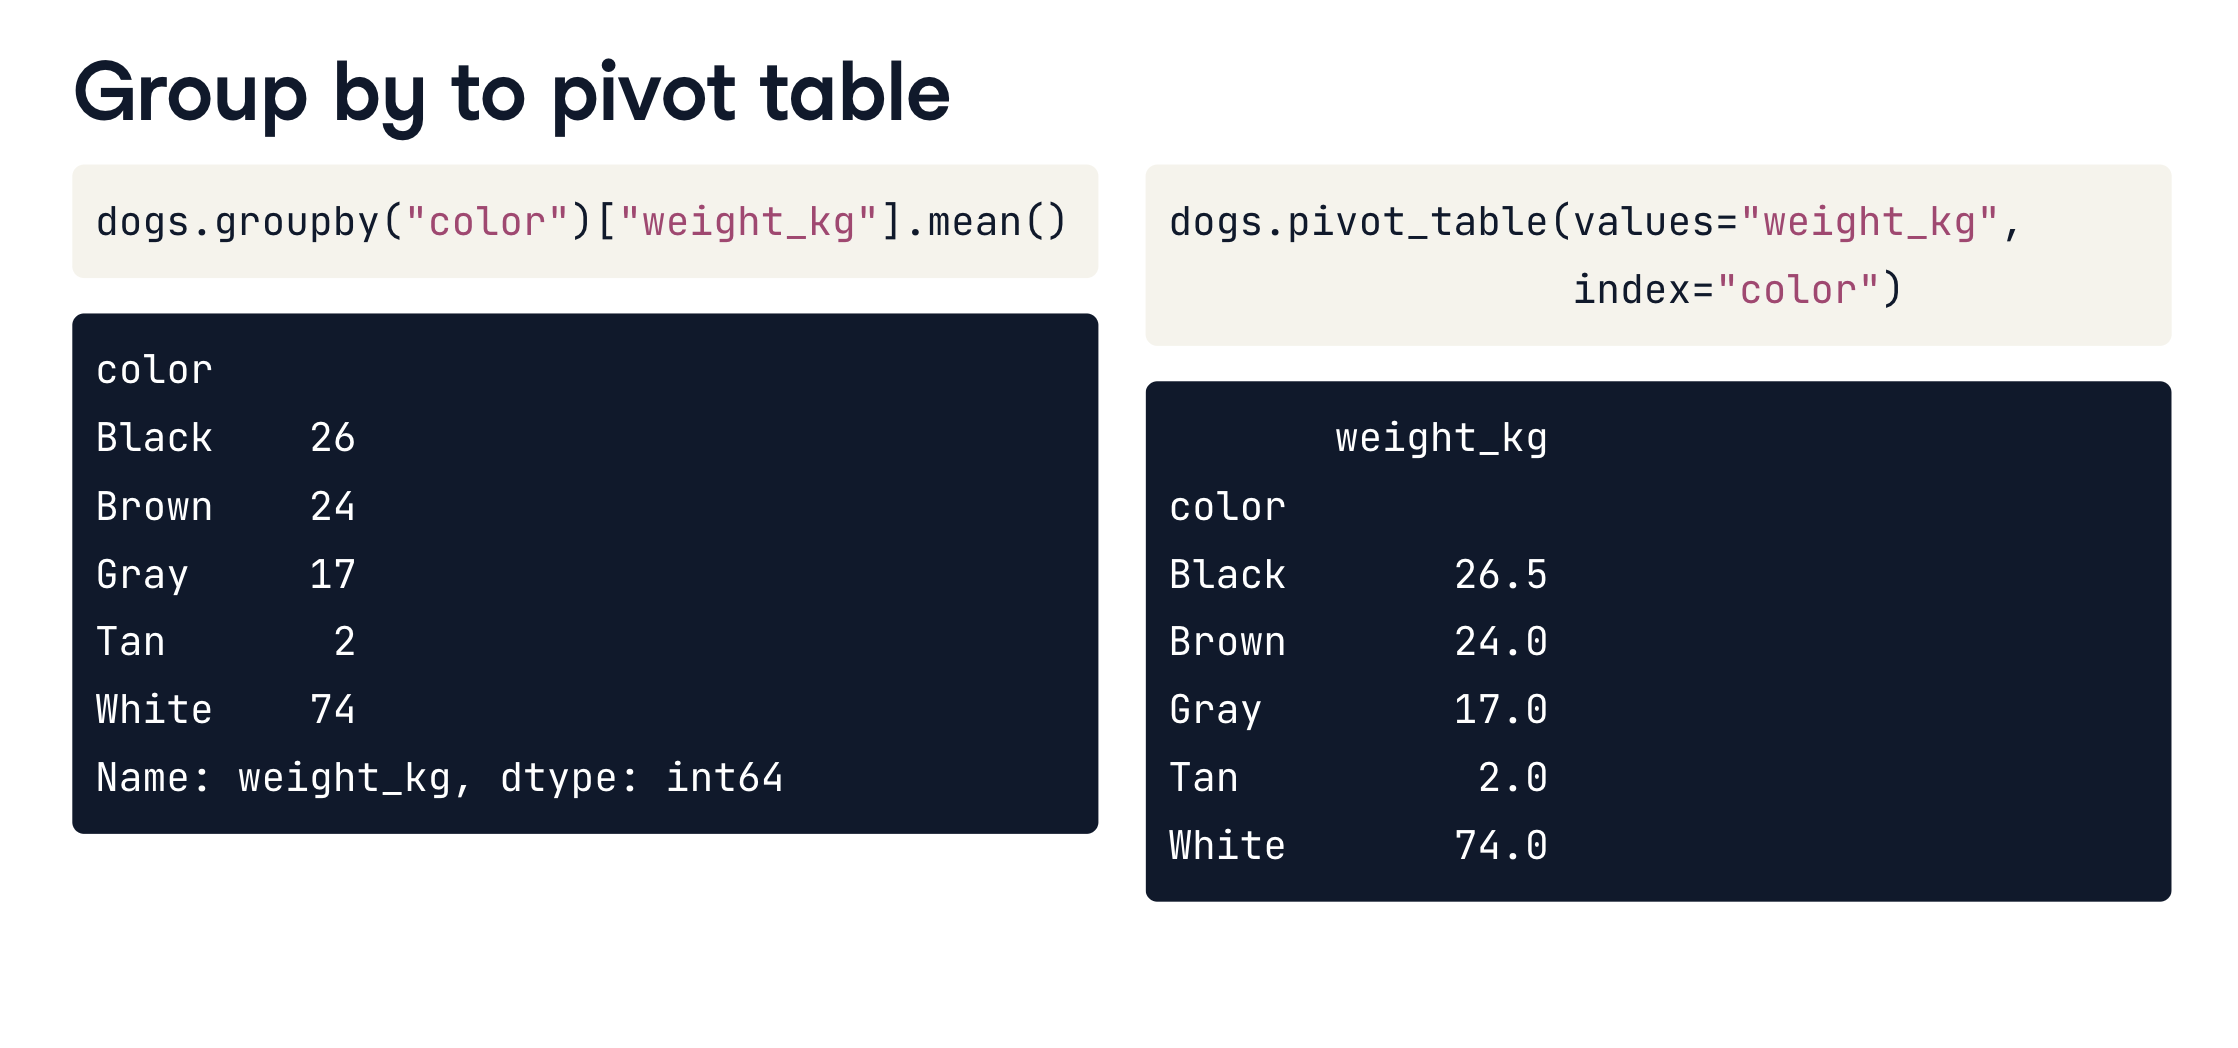 Group by to pivot table
dogs.groupby("color")["weight_kg"].mean()
color
Black    26
Brown    24
Gray     17
Tan       2
White    74
Name: weight_kg, dtype: int64
dogs.pivot_table(values="weight_kg",
                 index="color")
       weight_kg
color
Black       26.5
Brown       24.0
Gray        17.0
Tan          2.0
White       74.0